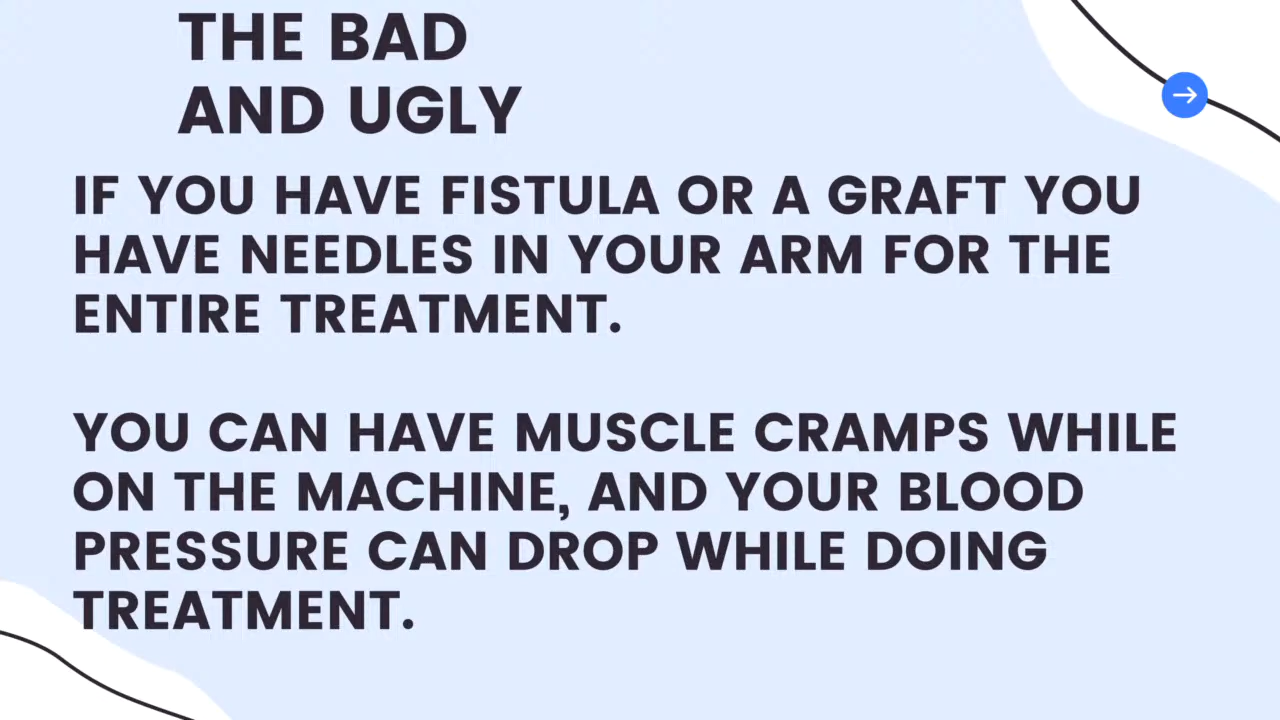 THE BAD
AND UGLY
IF YOU HAVE FISTULA OR A GRAFT YOU
HAVE NEEDLES IN YOUR ARM FOR THE
ENTIRE TREATMENT.
YOU CAN HAVE MUSCLE CRAMPS WHILE
ON THE MACHINE, AND YOUR BLOOD
PRESSURE CAN DROP WHILE DOING
TREATMENT.